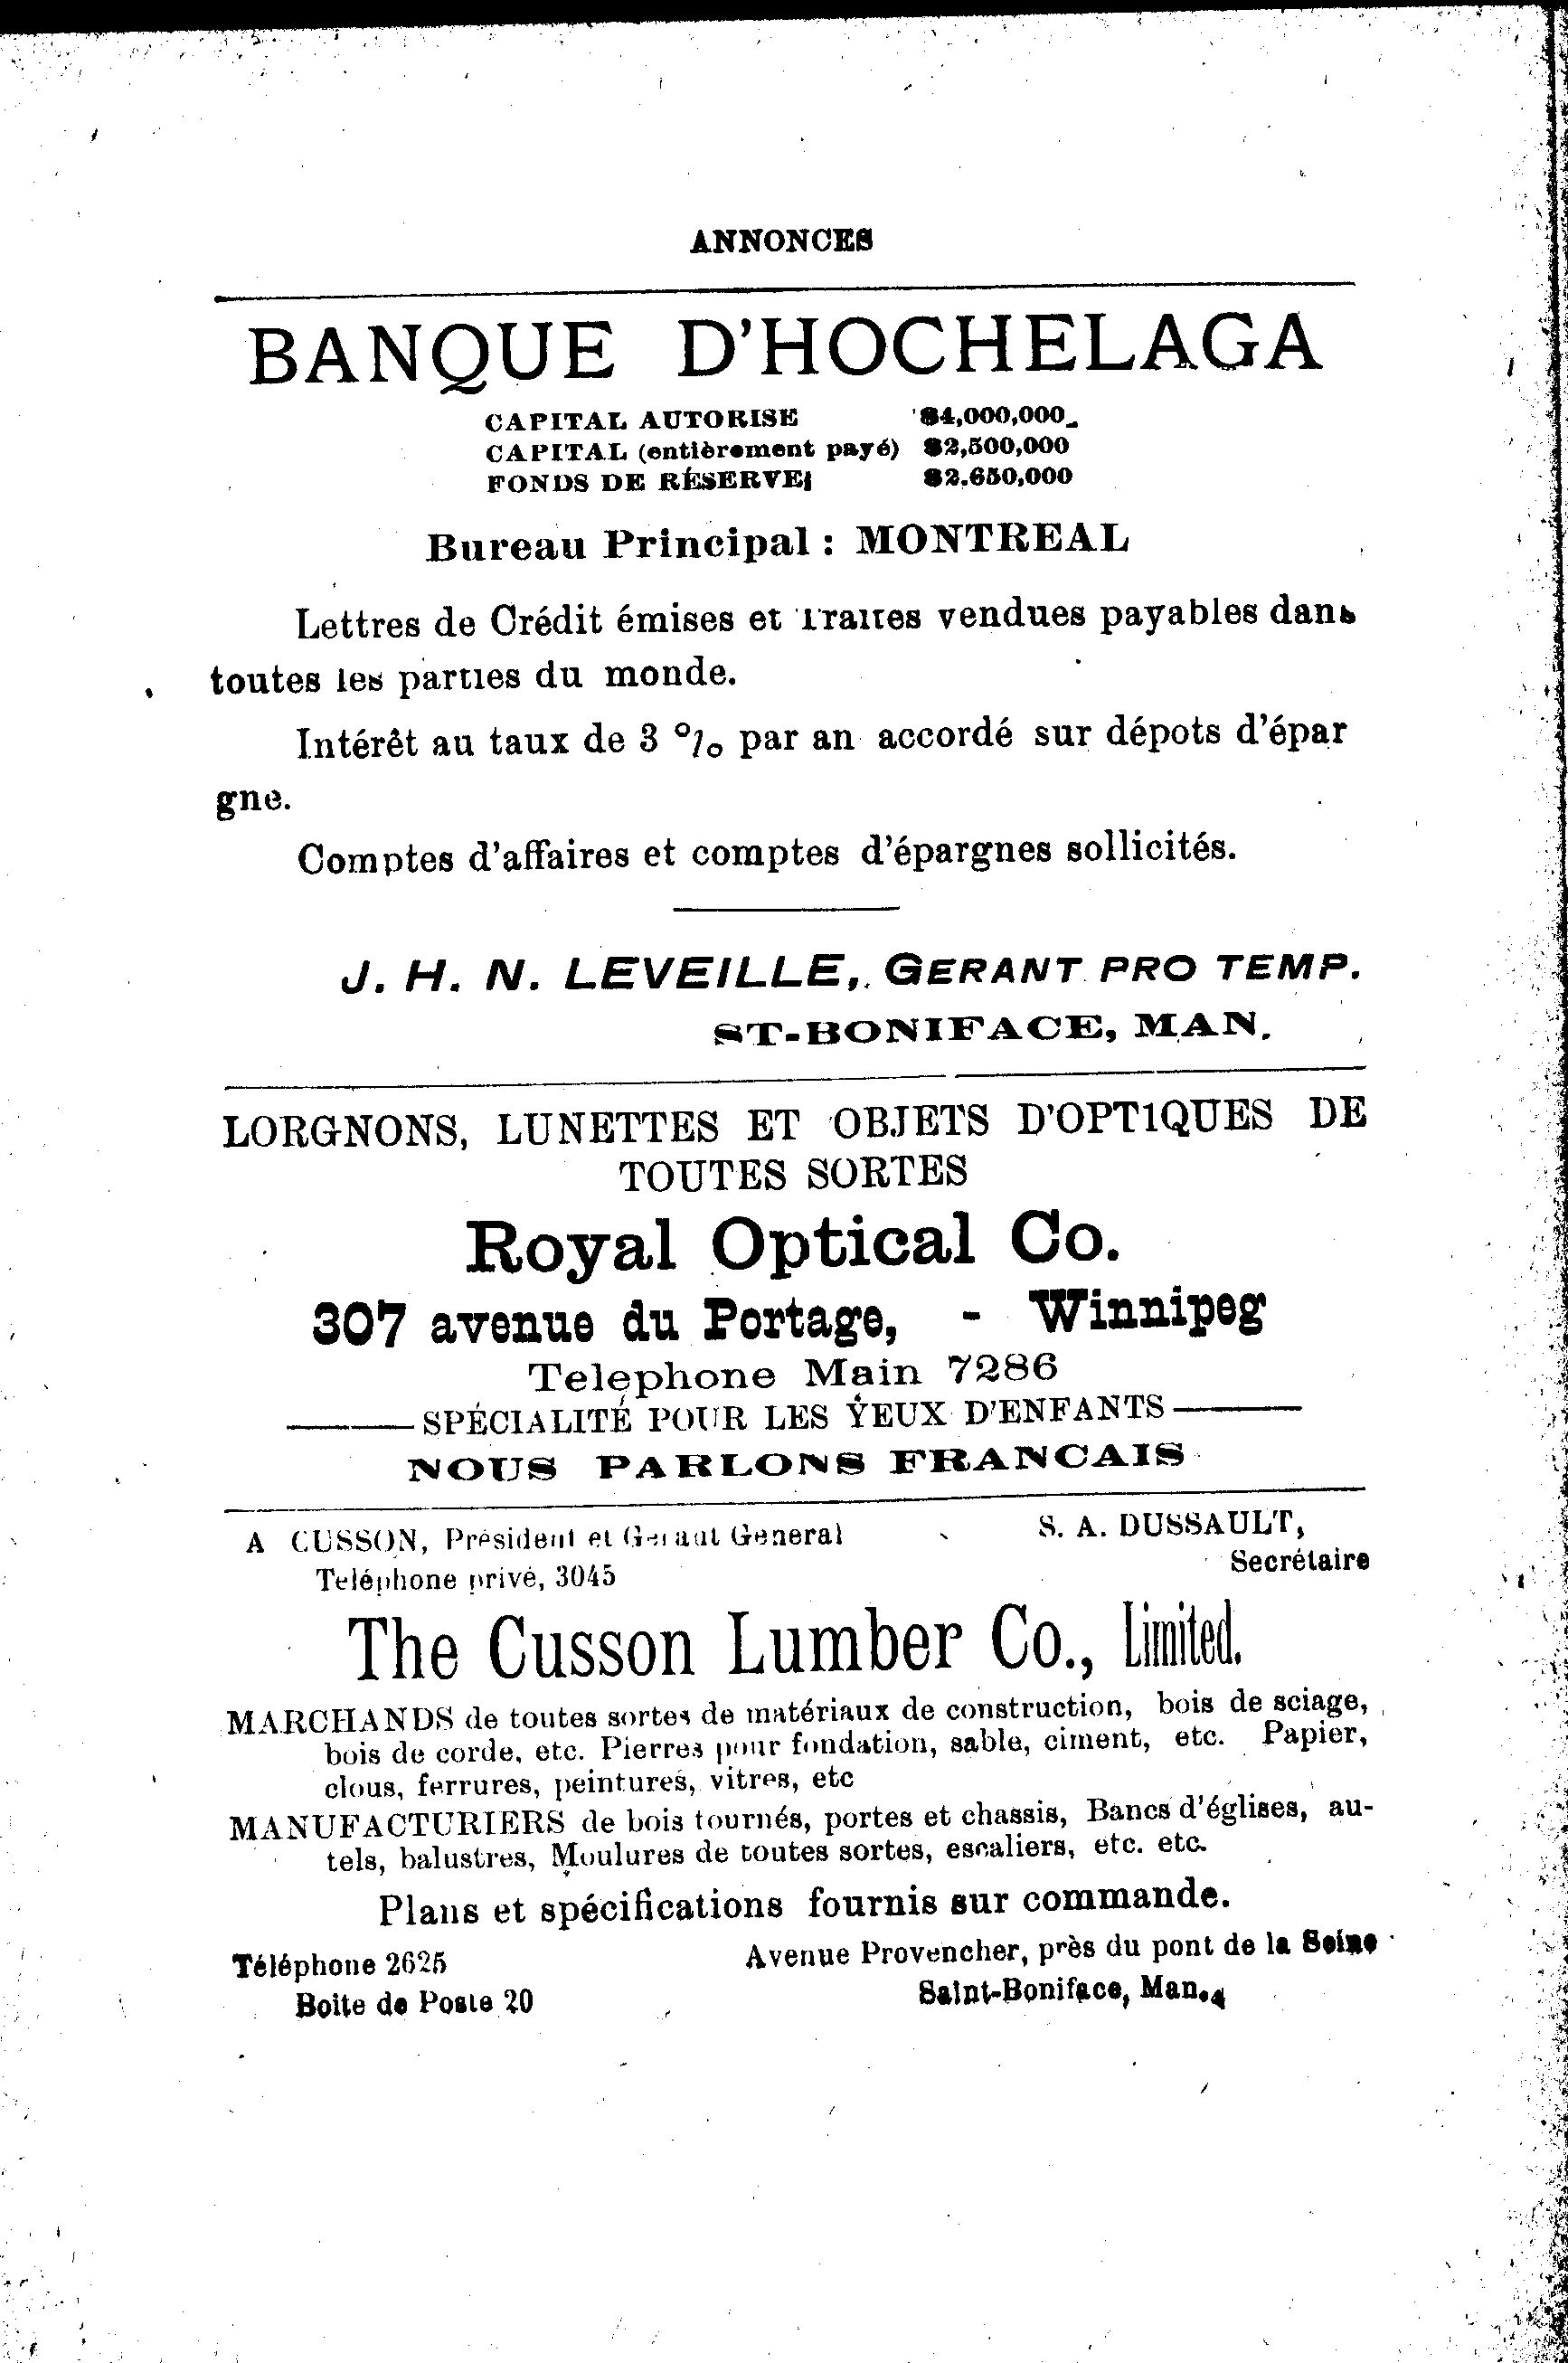 ANNONCES
BANQUE D'HOCHELAGA
CAPITAL AUTORISE $4,000,000
CAPITAL (entièrement payé) $2,500,000
FONDS DE RÉSERVE $2.650,000
Bureau Principal : MONTREAL
Lettres de Crédit émises et Traites vendues payables dans
toutes les parties du monde.
Intérêt au taux de 3 % par an accordé sur dépots d'épar
gne.
Comptes d'affaires et comptes d'épargnes sollicités.
J. H. N. LEVEILLE, GERANT PRO TEMP.
ST-BONIFACE, MAN.
LORGNONS, LUNETTES ET OBJETS D'OPTIQUES DE
TOUTES SORTES
Royal Optical Co.
307 avenue du Portage, - Winnipeg
Telephone Main 7286
SPÉCIALITÉ POUR LES YEUX D'ENFANTS
NOUS PARLONS FRANCAIS
A CUSSON, Président et Gerant General S. A. DUSSAULT,
Teléphone privé, 3045 Secrétaire
The Cusson Lumber Co., Limited.
MARCHANDS de toutes sortes de matériaux de construction, bois de sciage,
bois de corde, etc. Pierres pour fondation, sable, ciment, etc. Papier,
clous, ferrures, peintures, vitres, etc
MANUFACTURIERS de bois tournés, portes et chassis, Bancs d'églises, au-
tels, balustres, Moulures de toutes sortes, escaliers, etc. etc.
Plans et spécifications fournis sur commande.
Téléphone 2625 Avenue Provencher, près du pont de la Seine
Boite de Poste 20 Saint-Boniface, Man.